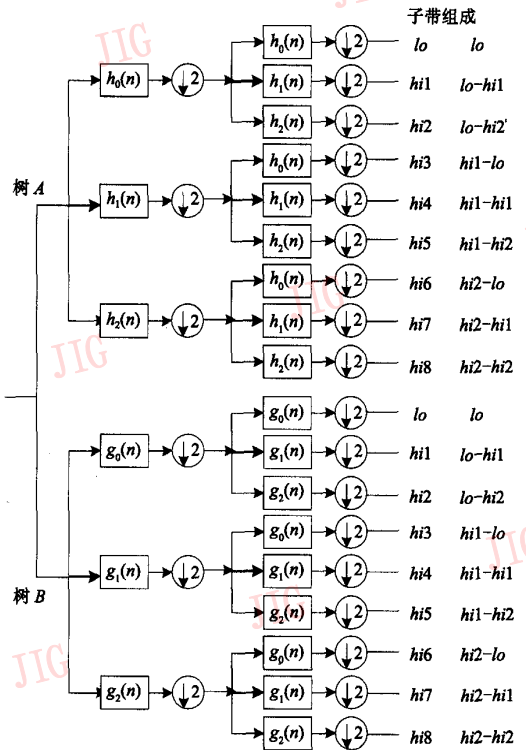 子带组成
h₀(n) ↓2 lo lo
h₀(n) ↓2 h₁(n) ↓2 hi1 lo-hi1
h₂(n) ↓2 hi2 lo-hi2'
h₀(n) ↓2 hi3 hi1-lo
树 A
h₁(n) ↓2 h₁(n) ↓2 hi4 hi1-hi1
h₂(n) ↓2 hi5 hi1-hi2
h₀(n) ↓2 hi6 hi2-lo
h₂(n) ↓2 h₁(n) ↓2 hi7 hi2-hi1
h₂(n) ↓2 hi8 hi2-hi2
g₀(n) ↓2 lo lo
g₀(n) ↓2 g₁(n) ↓2 hi1 lo-hi1
g₂(n) ↓2 hi2 lo-hi2
g₀(n) ↓2 hi3 hi1-lo
g₁(n) ↓2 g₁(n) ↓2 hi4 hi1-hi1
树 B
g₂(n) ↓2 hi5 hi1-hi2
g₀(n) ↓2 hi6 hi2-lo
g₂(n) ↓2 g₁(n) ↓2 hi7 hi2-hi1
g₂(n) ↓2 hi8 hi2-hi2
JIG
JIG
JIG
JIG
JIG
JIG